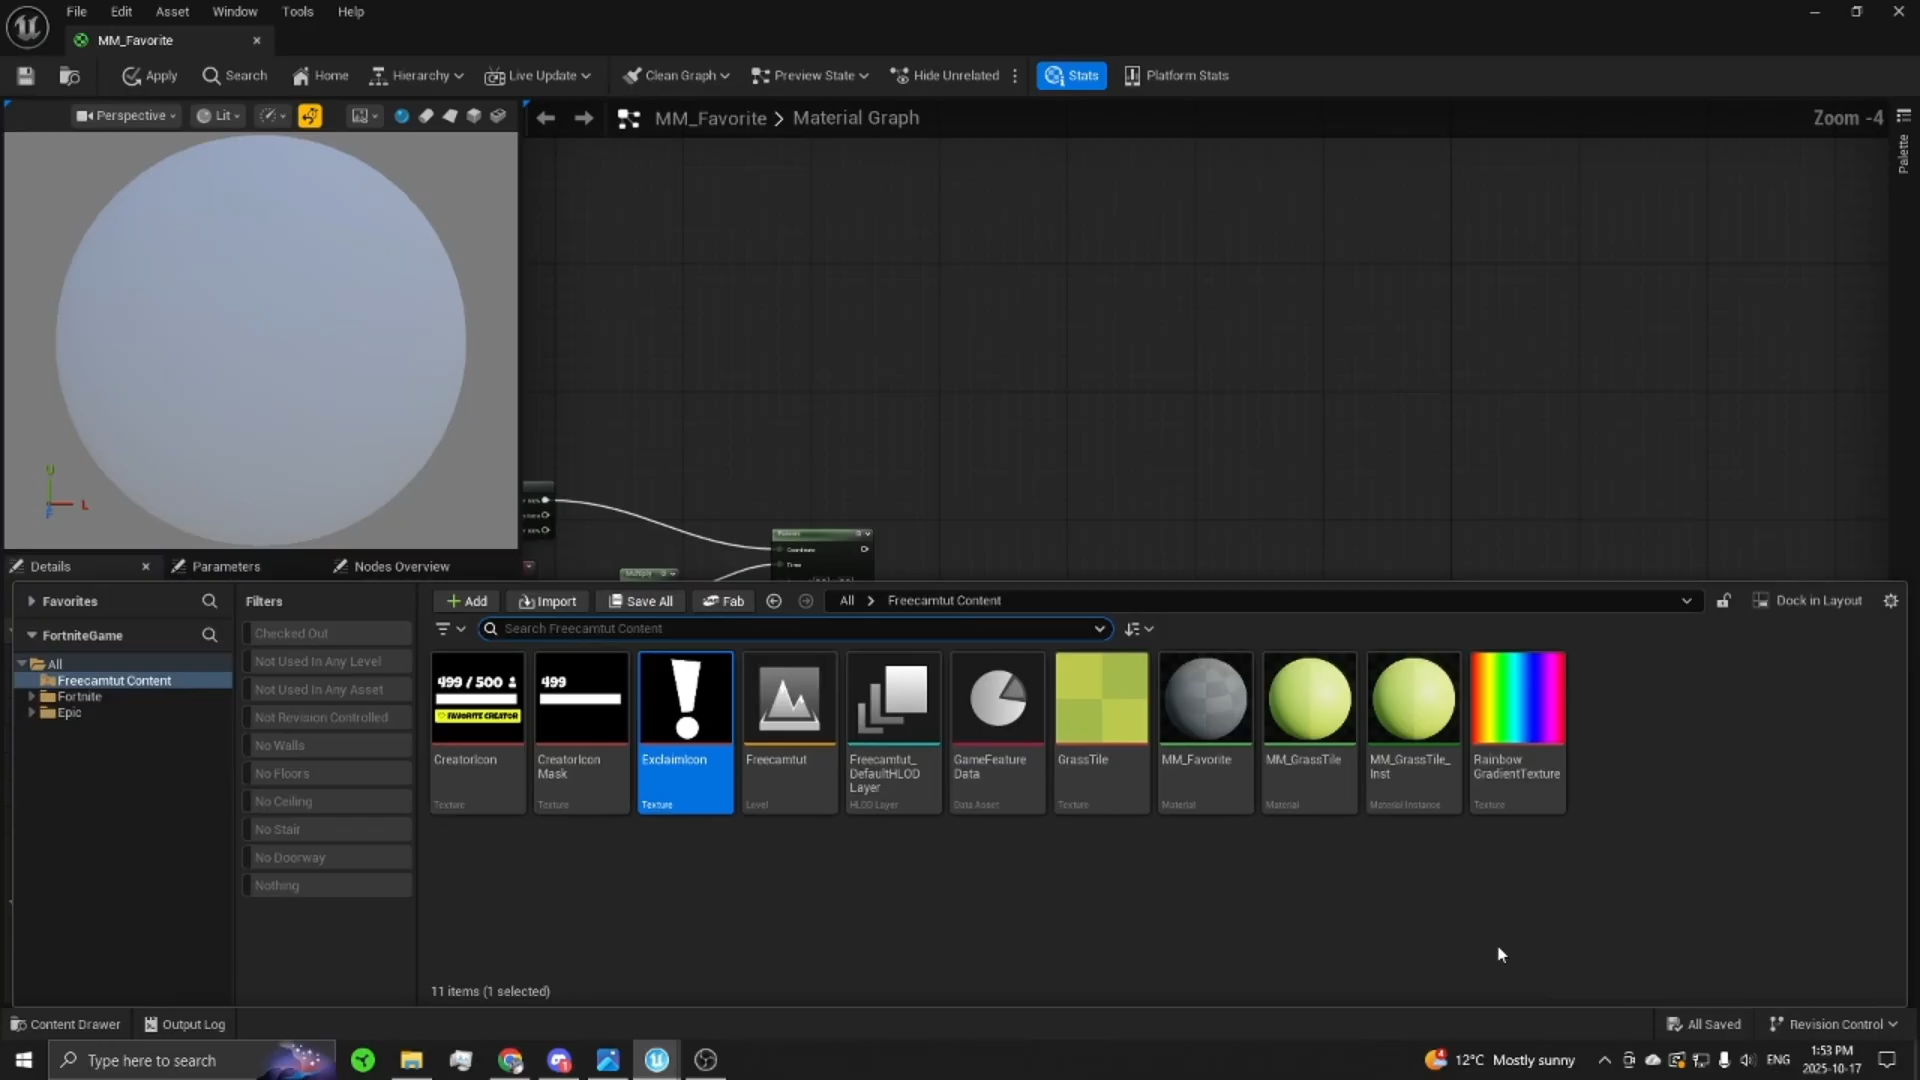 File Edit Asset Window Tools Help
MM_Favorite
Apply Search Home Hierarchy Live Update Clean Graph Preview State Hide Unrelated Stats Platform Stats
Perspective Lit
MM_Favorite > Material Graph
Zoom -4
Palette
L
Coordinate
Time
Multiply
Details Parameters Nodes Overview
Favorites
Filters
Add Import Save All Fab All > Freecamtut Content Dock in Layout
Search Freecamtut Content
FortniteGame
All
Freecamtut Content
Fortnite
Epic
Checked Out
Not Used In Any Level
Not Used In Any Asset
Not Revision Controlled
No Walls
No Floors
No Ceiling
No Stair
No Doorway
Nothing
499 / 500
FAVORITE CREATOR
CreatorIcon
Texture
499
CreatorIcon
Mask
Texture
ExclaimIcon
Texture
Freecamtut
Level
Freecamtut_
DefaultHLOD
Layer
HLOD Layer
GameFeature
Data
Data Asset
GrassTile
Texture
MM_Favorite
Material
MM_GrassTile
Material
MM_GrassTile_
Inst
Material Instance
Rainbow
GradientTexture
Texture
11 items (1 selected)
Content Drawer Output Log All Saved Revision Control
Type here to search
12°C Mostly sunny
ENG
1:53 PM
2025-10-17